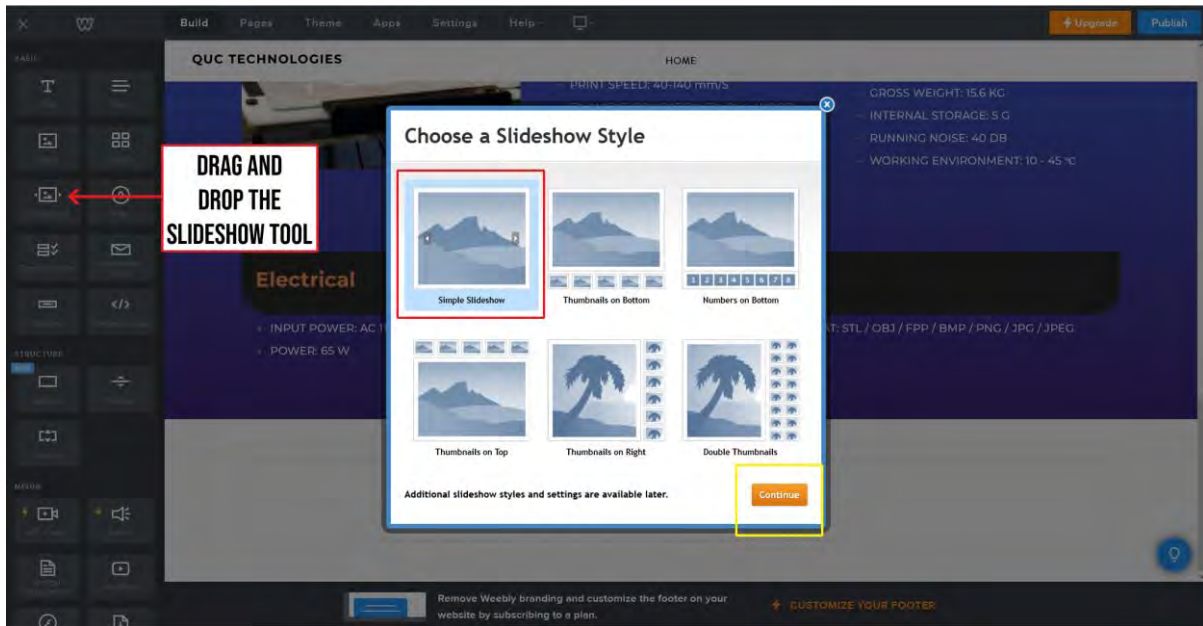 Build Pages Theme Apps Settings Help
Upgrade Publish
BASIC
QUC TECHNOLOGIES
HOME
PRINT SPEED: 40-140 mm/S
GROSS WEIGHT: 15.6 KG
INTERNAL STORAGE: 5 G
RUNNING NOISE: 40 DB
WORKING ENVIRONMENT: 10 - 45 °C
DRAG AND
DROP THE
SLIDESHOW TOOL
Choose a Slideshow Style
Simple Slideshow
Thumbnails on Bottom
1 2 3 4 5 6 7 8
Numbers on Bottom
Thumbnails on Top
Thumbnails on Right
Double Thumbnails
Additional slideshow styles and settings are available later.
Continue
Electrical
INPUT POWER: AC
STL / OBJ / FPP / BMP / PNG / JPG / JPEG
POWER: 65 W
STRUCTURE
MEDIA
Remove Weebly branding and customize the footer on your
website by subscribing to a plan.
CUSTOMIZE YOUR FOOTER